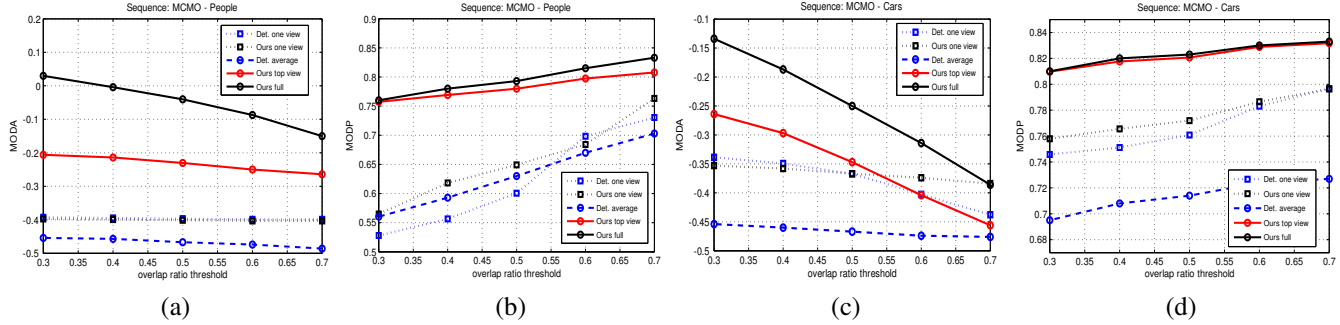 Sequence: MCMO - People
0.2
0.1
0
-0.1
-0.2
-0.3
-0.4
-0.5
MODA
Det. one view
Ours one view
Det. average
Ours top view
Ours full
0.3 0.35 0.4 0.45 0.5 0.55 0.6 0.65 0.7
overlap ratio threshold
(a)
Sequence: MCMO - People
0.9
0.85
0.8
0.75
0.7
0.65
0.6
0.55
0.5
MODP
Det. one view
Ours one view
Det. average
Ours top view
Ours full
0.3 0.35 0.4 0.45 0.5 0.55 0.6 0.65 0.7
overlap ratio threshold
(b)
Sequence: MCMO - Cars
-0.1
-0.15
-0.2
-0.25
-0.3
-0.35
-0.4
-0.45
-0.5
MODA
Det. one view
Ours one view
Det. average
Ours top view
Ours full
0.3 0.35 0.4 0.45 0.5 0.55 0.6 0.65 0.7
overlap ratio threshold
(c)
Sequence: MCMO - Cars
0.84
0.82
0.8
0.78
0.76
0.74
0.72
0.7
0.68
MODP
Det. one view
Ours one view
Det. average
Ours top view
Ours full
0.3 0.35 0.4 0.45 0.5 0.55 0.6 0.65 0.7
overlap ratio threshold
(d)